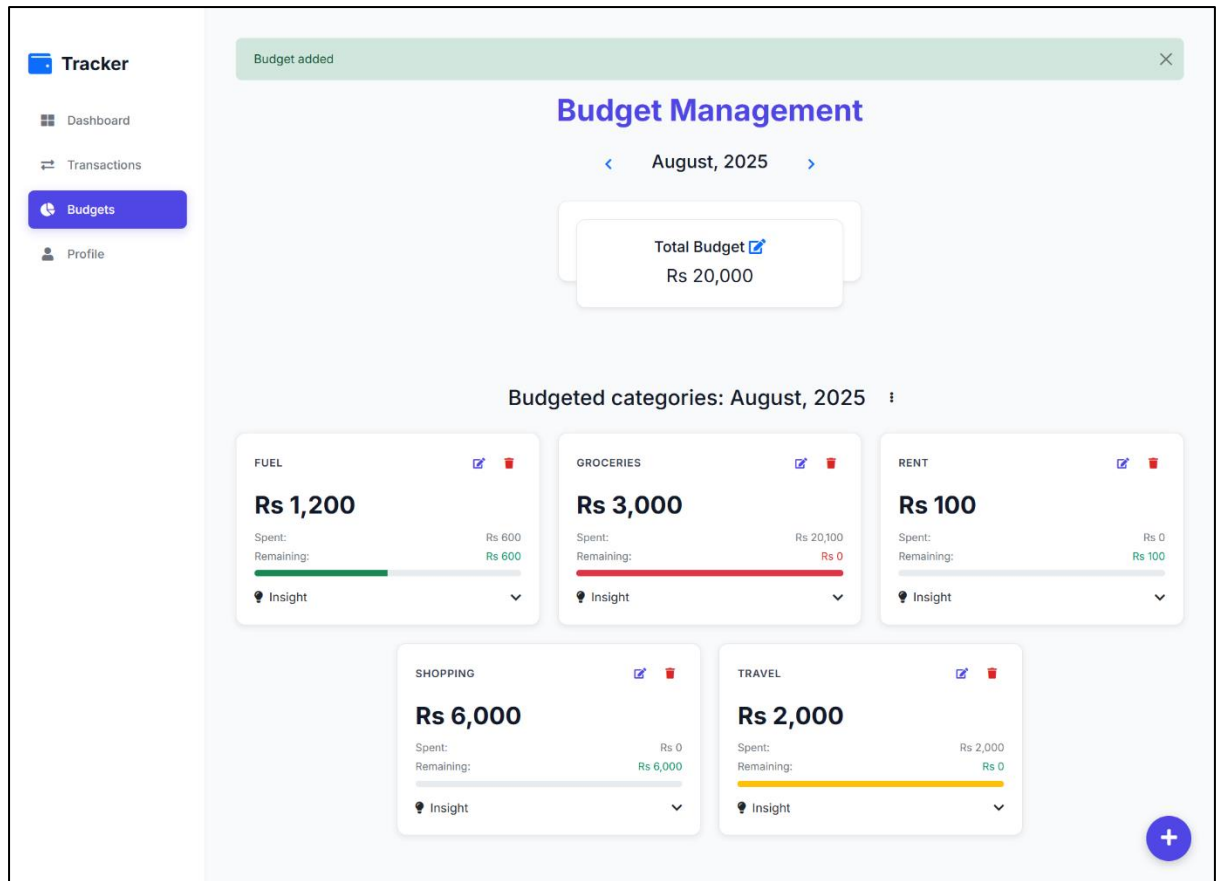 Tracker
Dashboard
Transactions
Budgets
Profile
Budget added
Budget Management
August, 2025
Total Budget
Rs 20,000
Budgeted categories: August, 2025
FUEL
Rs 1,200
Spent: Rs 600
Remaining: Rs 600
Insight
GROCERIES
Rs 3,000
Spent: Rs 20,100
Remaining: Rs 0
Insight
RENT
Rs 100
Spent: Rs 0
Remaining: Rs 100
Insight
SHOPPING
Rs 6,000
Spent: Rs 0
Remaining: Rs 6,000
Insight
TRAVEL
Rs 2,000
Spent: Rs 2,000
Remaining: Rs 0
Insight